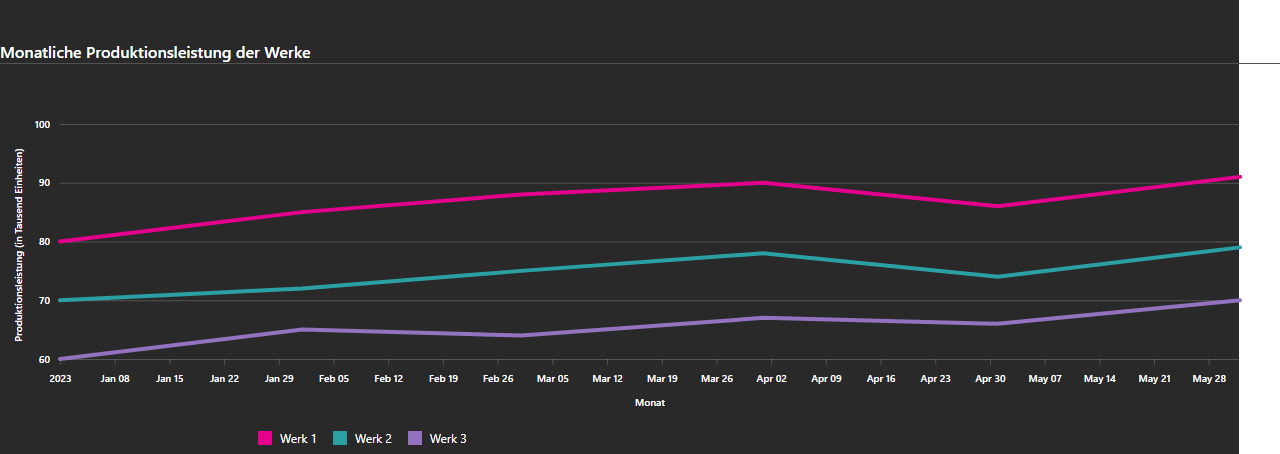 Monatliche Produktionsleistung der Werke
100
90
80
70
60
Produktionsleistung (in Tausend Einheiten)
2023 Jan 08 Jan 15 Jan 22 Jan 29 Feb 05 Feb 12 Feb 19 Feb 26 Mar 05 Mar 12 Mar 19 Mar 26 Apr 02 Apr 09 Apr 16 Apr 23 Apr 30 May 07 May 14 May 21 May 28
Monat
Werk 1 Werk 2 Werk 3